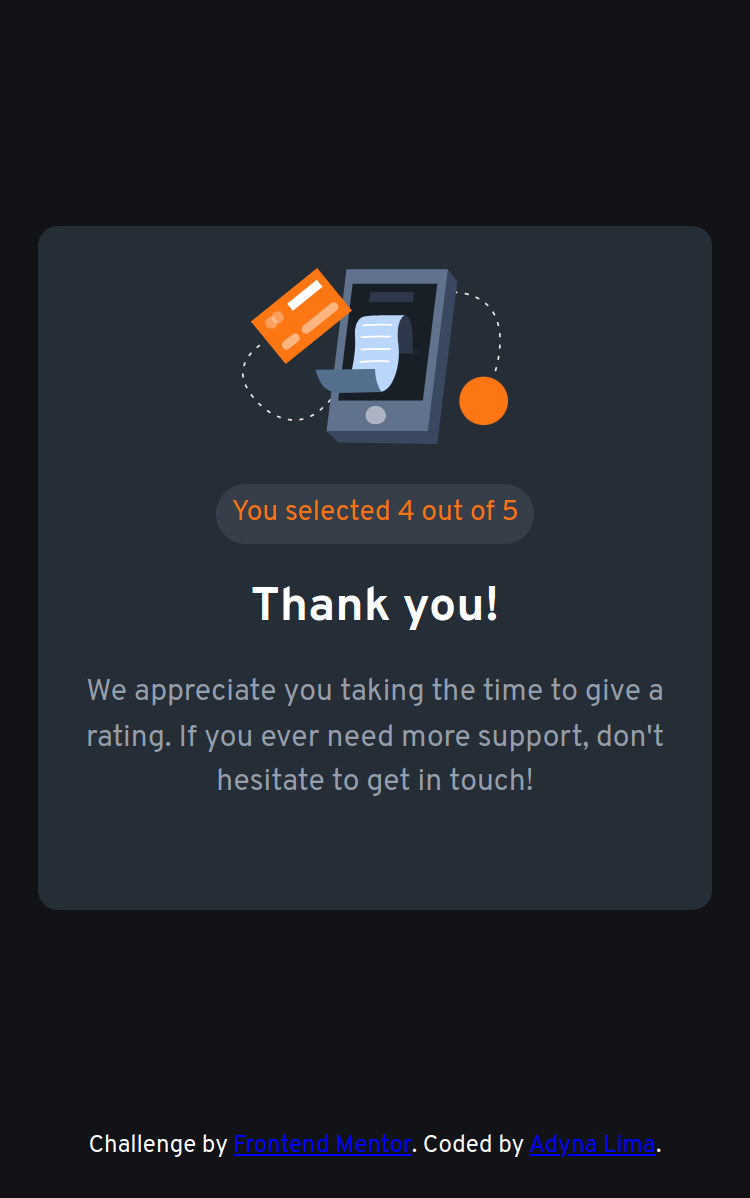 You selected 4 out of 5
Thank you!
We appreciate you taking the time to give a
rating. If you ever need more support, don't
hesitate to get in touch!
Challenge by Frontend Mentor. Coded by Adyna Lima.